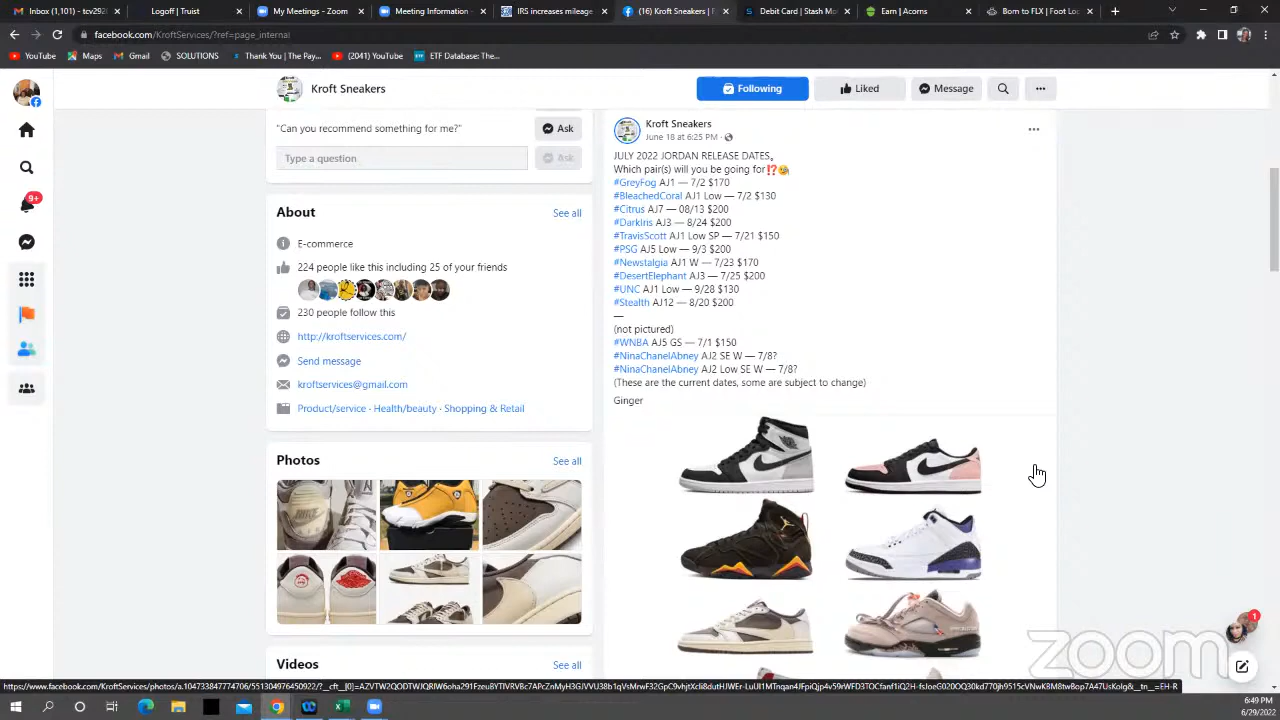 Inbox (1,101) - tcv292
Logoff | Trust
My Meetings - Zoom
Meeting Information -
IRS increases mileage
(16) Kroft Sneakers |
Debit Card | Stash Mo
Earn | Acorns
Born to FLX | Foot Lo
facebook.com/KroftServices/?ref=page_internal
YouTube
Maps
Gmail
SOLUTIONS
Thank You | The Pay...
(2041) YouTube
ETF Database: The...
Kroft Sneakers
Following
Liked
Message
9+
"Can you recommend something for me?"
Ask
Type a question
Ask
About
See all
E-commerce
224 people like this including 25 of your friends
230 people follow this
http://kroftservices.com/
Send message
kroftservices@gmail.com
Product/service · Health/beauty · Shopping & Retail
Photos
See all
Videos
See all
Kroft Sneakers
June 18 at 6:25 PM ·
JULY 2022 JORDAN RELEASE DATES。
Which pair(s) will you be going for⁉️🧐
#GreyFog AJ1 — 7/2 $170
#BleachedCoral AJ1 Low — 7/2 $130
#Citrus AJ7 — 08/13 $200
#DarkIris AJ3 — 8/24 $200
#TravisScott AJ1 Low SP — 7/21 $150
#PSG AJ5 Low — 9/3 $200
#Newstalgia AJ1 W — 7/23 $170
#DesertElephant AJ3 — 7/25 $200
#UNC AJ1 Low — 9/28 $130
#Stealth AJ12 — 8/20 $200
—
(not pictured)
#WNBA AJ5 GS — 7/1 $150
#NinaChanelAbney AJ2 SE W — 7/8?
#NinaChanelAbney AJ2 Low SE W — 7/8?
(These are the current dates, some are subject to change)
Ginger
zoom
1
6:49 PM
6/29/2022